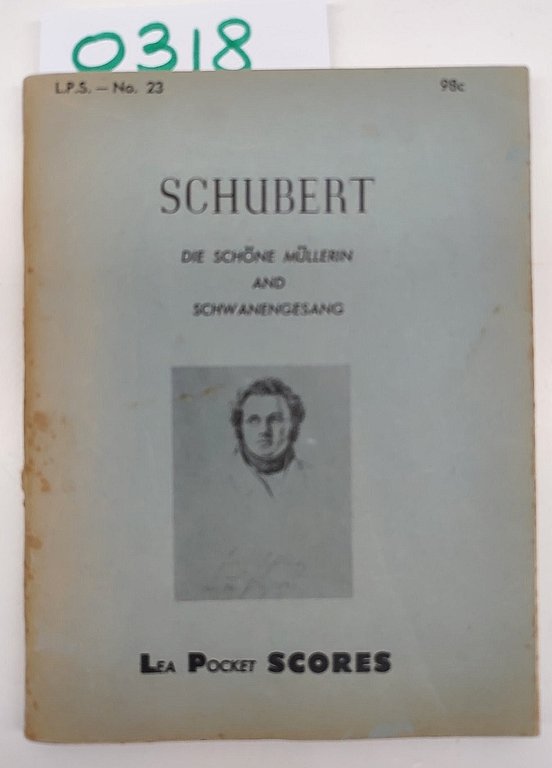 0318
L.P.S. — No. 23 98c
SCHUBERT
DIE SCHÖNE MÜLLERIN
AND
SCHWANENGESANG
LEA POCKET SCORES